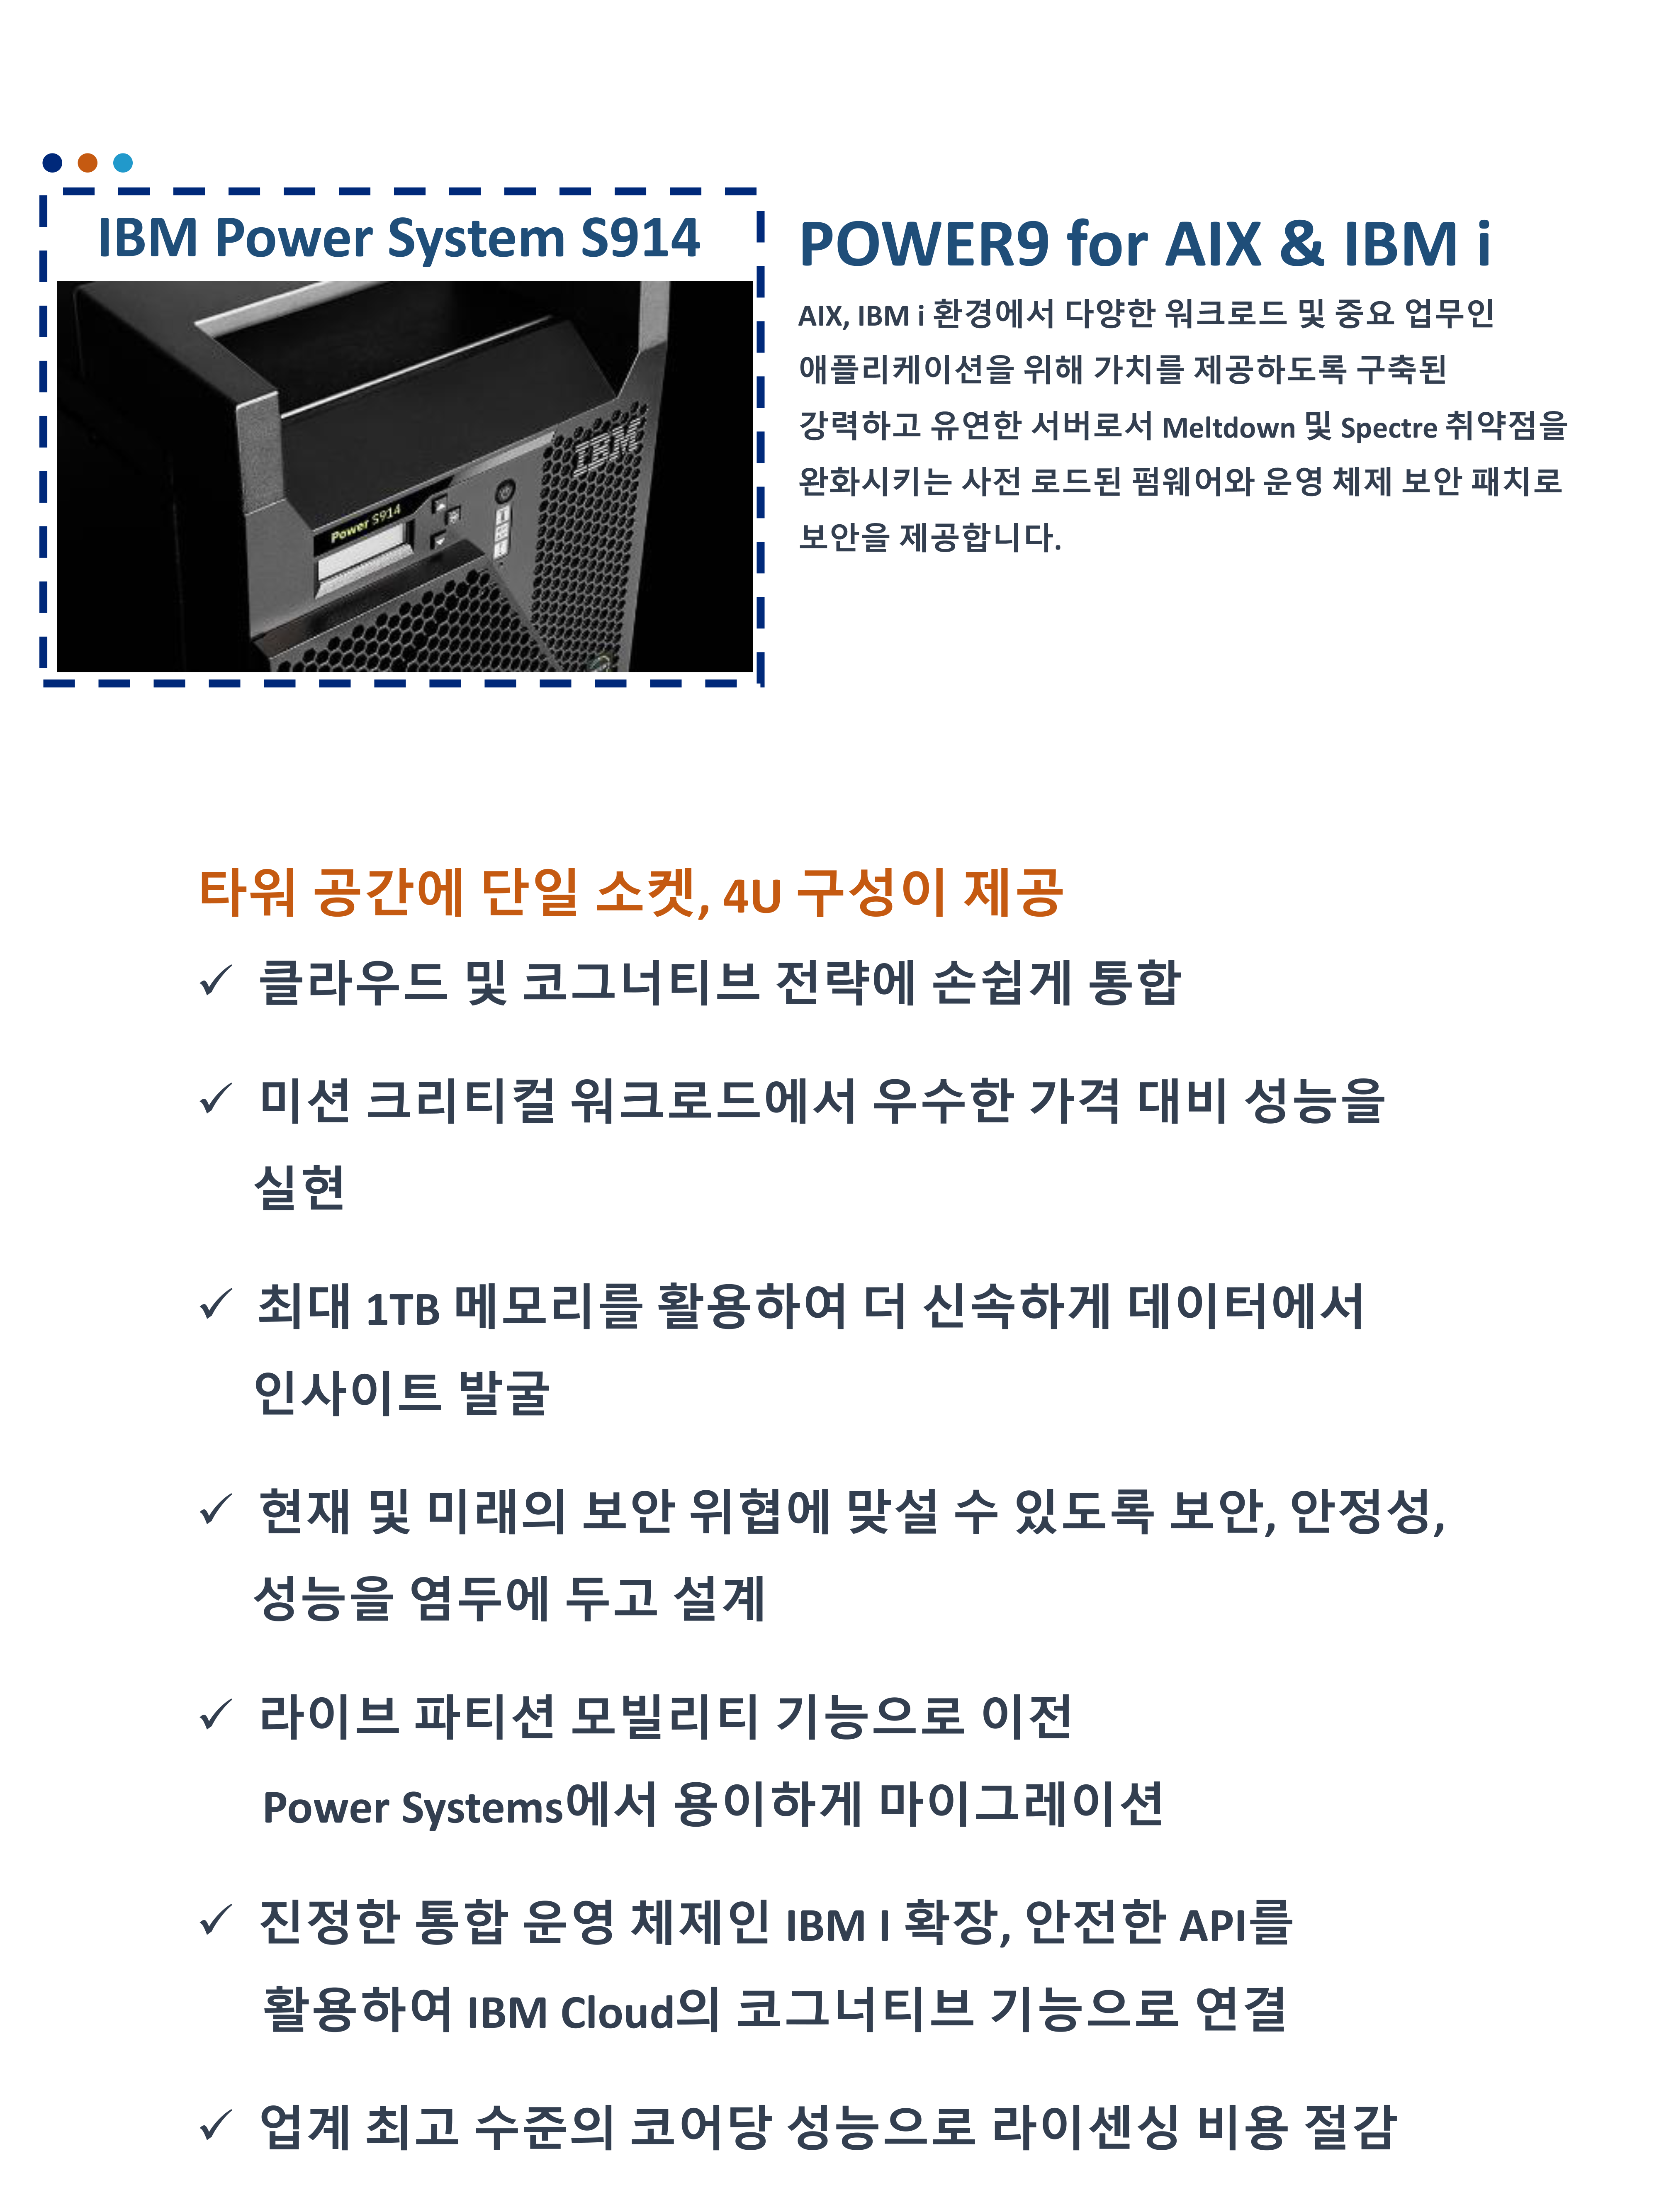 IBM Power System S914
IBM
Power S914
POWER9 for AIX & IBM i
AIX, IBM i 환경에서 다양한 워크로드 및 중요 업무인
애플리케이션을 위해 가치를 제공하도록 구축된
강력하고 유연한 서버로서 Meltdown 및 Spectre 취약점을
완화시키는 사전 로드된 펌웨어와 운영 체제 보안 패치로
보안을 제공합니다.
타워 공간에 단일 소켓, 4U 구성이 제공
✓ 클라우드 및 코그너티브 전략에 손쉽게 통합
✓ 미션 크리티컬 워크로드에서 우수한 가격 대비 성능을
실현
✓ 최대 1TB 메모리를 활용하여 더 신속하게 데이터에서
인사이트 발굴
✓ 현재 및 미래의 보안 위협에 맞설 수 있도록 보안, 안정성,
성능을 염두에 두고 설계
✓ 라이브 파티션 모빌리티 기능으로 이전
Power Systems에서 용이하게 마이그레이션
✓ 진정한 통합 운영 체제인 IBM I 확장, 안전한 API를
활용하여 IBM Cloud의 코그너티브 기능으로 연결
✓ 업계 최고 수준의 코어당 성능으로 라이센싱 비용 절감